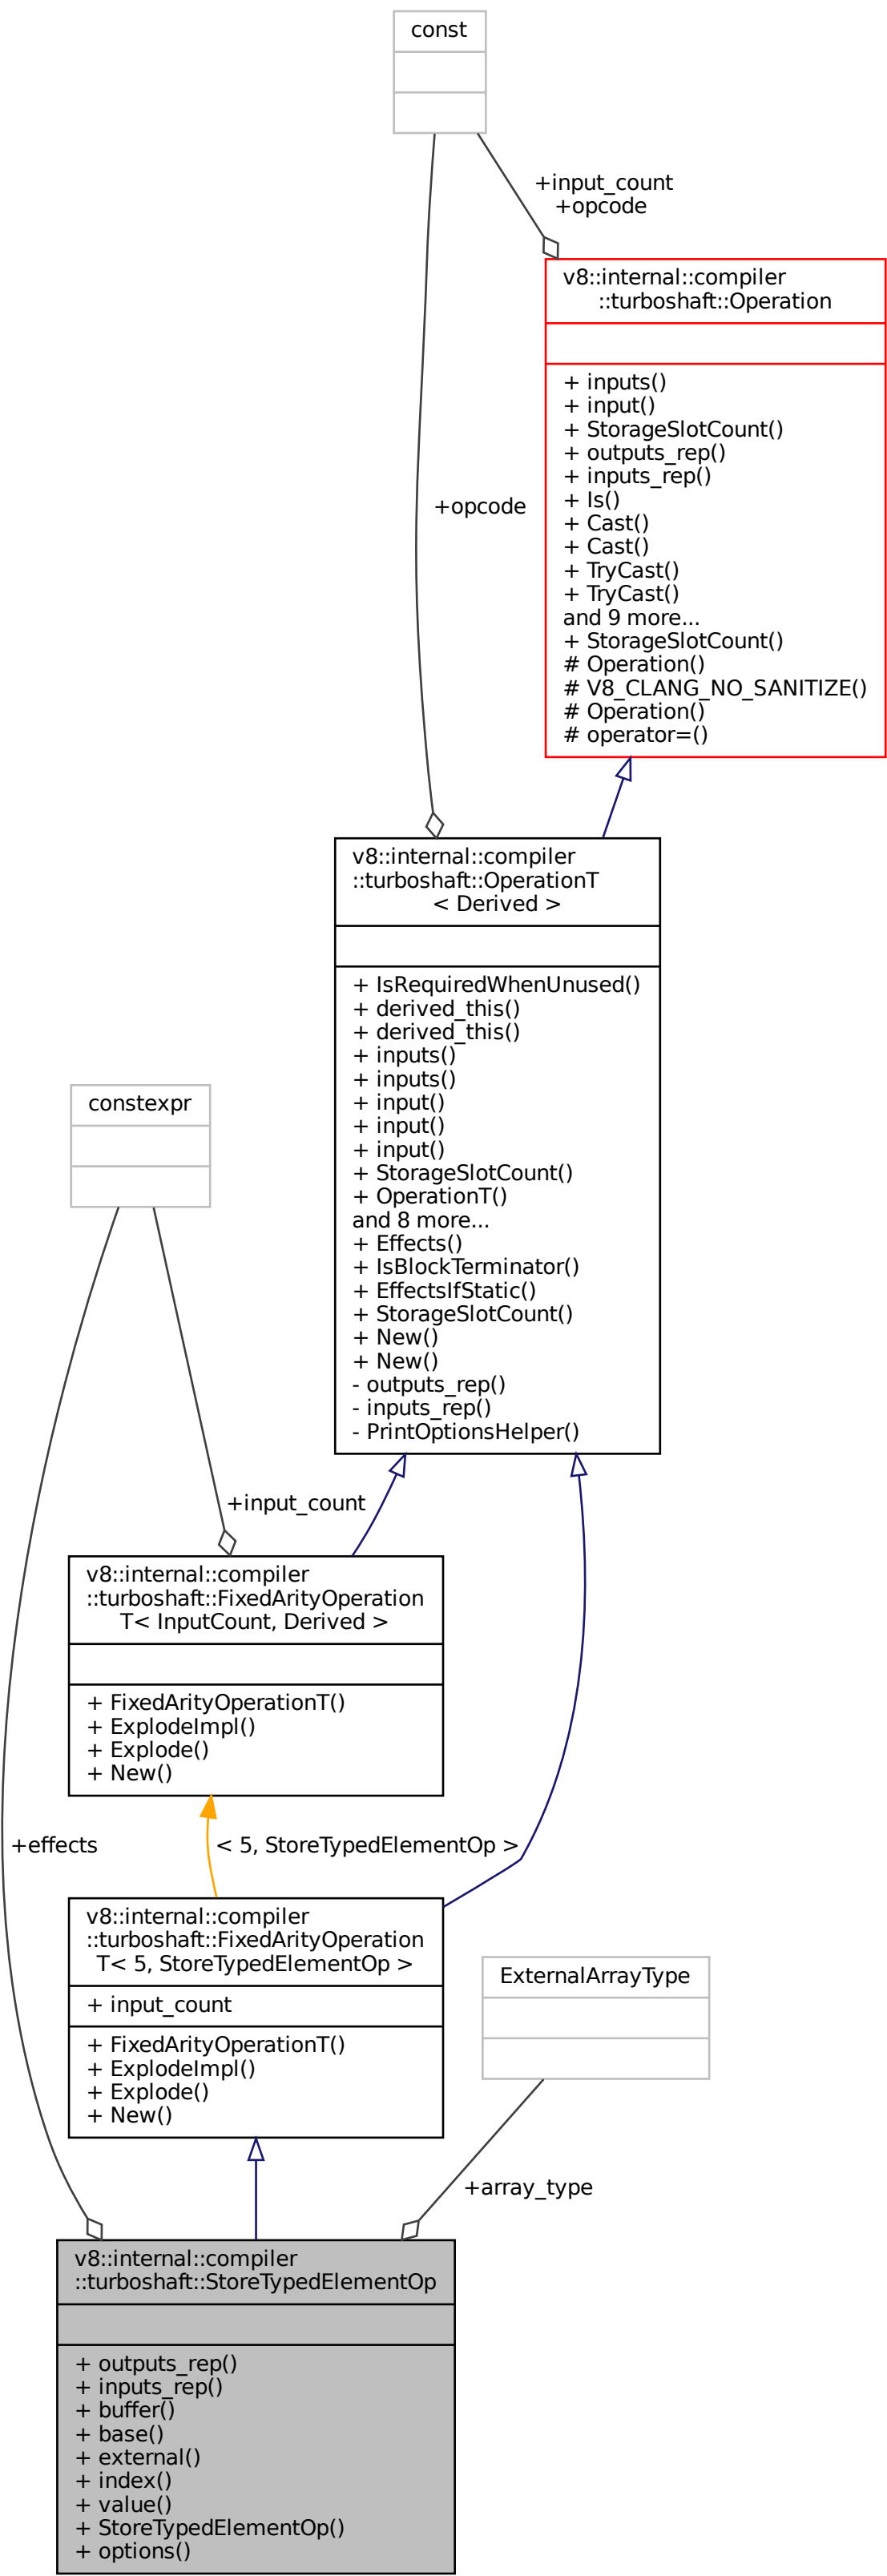 const
+input_count
+opcode
v8::internal::compiler
::turboshaft::Operation
+ inputs()
+ input()
+ StorageSlotCount()
+ outputs_rep()
+ inputs_rep()
+ Is()
+ Cast()
+ Cast()
+ TryCast()
+ TryCast()
and 9 more...
+ StorageSlotCount()
# Operation()
# V8_CLANG_NO_SANITIZE()
# Operation()
# operator=()
+opcode
v8::internal::compiler
::turboshaft::OperationT
< Derived >
+ IsRequiredWhenUnused()
+ derived_this()
+ derived_this()
+ inputs()
+ inputs()
+ input()
+ input()
+ input()
+ StorageSlotCount()
+ OperationT()
and 8 more...
+ Effects()
+ IsBlockTerminator()
+ EffectsIfStatic()
+ StorageSlotCount()
+ New()
+ New()
- outputs_rep()
- inputs_rep()
- PrintOptionsHelper()
constexpr
+input_count
v8::internal::compiler
::turboshaft::FixedArityOperation
T< InputCount, Derived >
+ FixedArityOperationT()
+ ExplodeImpl()
+ Explode()
+ New()
+effects
< 5, StoreTypedElementOp >
v8::internal::compiler
::turboshaft::FixedArityOperation
T< 5, StoreTypedElementOp >
+ input_count
+ FixedArityOperationT()
+ ExplodeImpl()
+ Explode()
+ New()
ExternalArrayType
+array_type
v8::internal::compiler
::turboshaft::StoreTypedElementOp
+ outputs_rep()
+ inputs_rep()
+ buffer()
+ base()
+ external()
+ index()
+ value()
+ StoreTypedElementOp()
+ options()